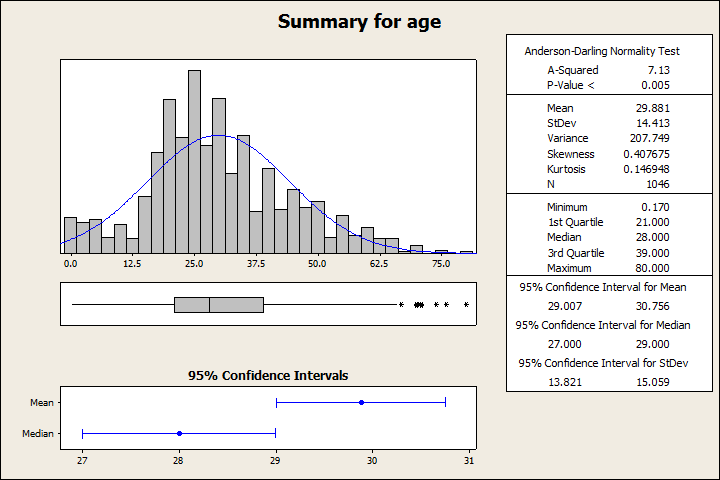 Summary for age
0.0 12.5 25.0 37.5 50.0 62.5 75.0
95% Confidence Intervals
Mean
Median
27 28 29 30 31
Anderson-Darling Normality Test
A-Squared 7.13
P-Value < 0.005
Mean 29.881
StDev 14.413
Variance 207.749
Skewness 0.407675
Kurtosis 0.146948
N 1046
Minimum 0.170
1st Quartile 21.000
Median 28.000
3rd Quartile 39.000
Maximum 80.000
95% Confidence Interval for Mean
29.007 30.756
95% Confidence Interval for Median
27.000 29.000
95% Confidence Interval for StDev
13.821 15.059